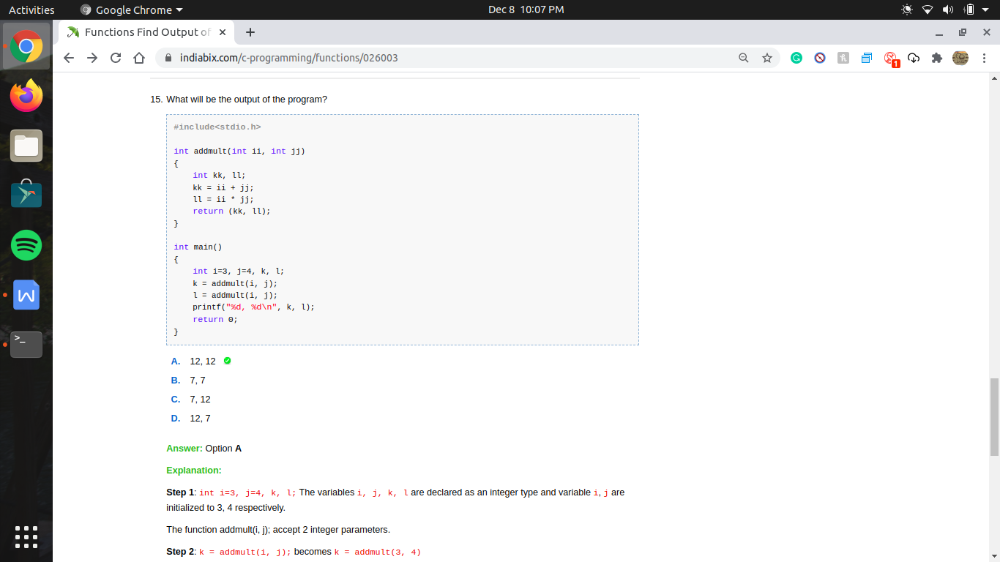 Activities
Google Chrome
Dec 8 10:07 PM
Functions Find Output of
indiabix.com/c-programming/functions/026003
1
15. What will be the output of the program?
#include<stdio.h>
int addmult(int ii, int jj)
{
int kk, ll;
kk = ii + jj;
ll = ii * jj;
return (kk, ll);
}
int main()
{
int i=3, j=4, k, l;
k = addmult(i, j);
l = addmult(i, j);
printf("%d, %d\n", k, l);
return 0;
}
A. 12, 12
B. 7, 7
C. 7, 12
D. 12, 7
Answer: Option A
Explanation:
Step 1: int i=3, j=4, k, l; The variables i, j, k, l are declared as an integer type and variable i, j are
initialized to 3, 4 respectively.
The function addmult(i, j); accept 2 integer parameters.
Step 2: k = addmult(i, j); becomes k = addmult(3, 4)